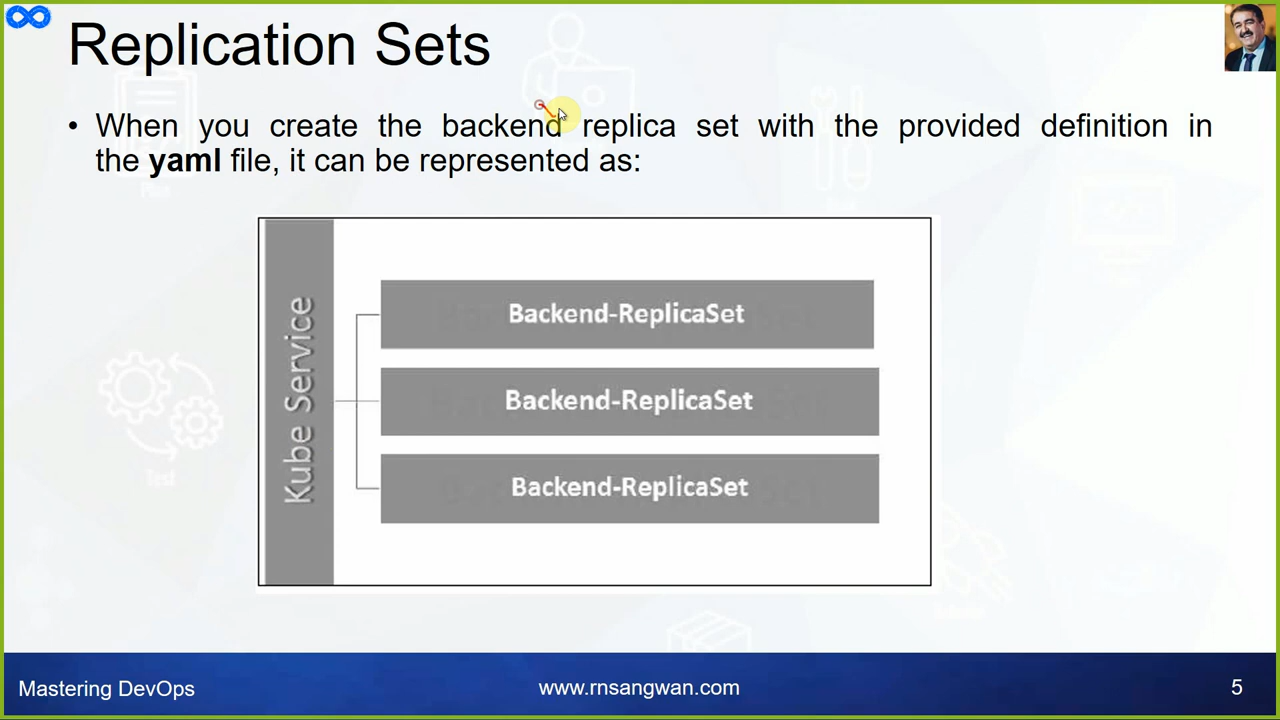 Replication Sets
• When you create the backend replica set with the provided definition in
the yaml file, it can be represented as:
Kube Service
Backend-ReplicaSet
Backend-ReplicaSet
Backend-ReplicaSet
Mastering DevOps
www.rnsangwan.com
5